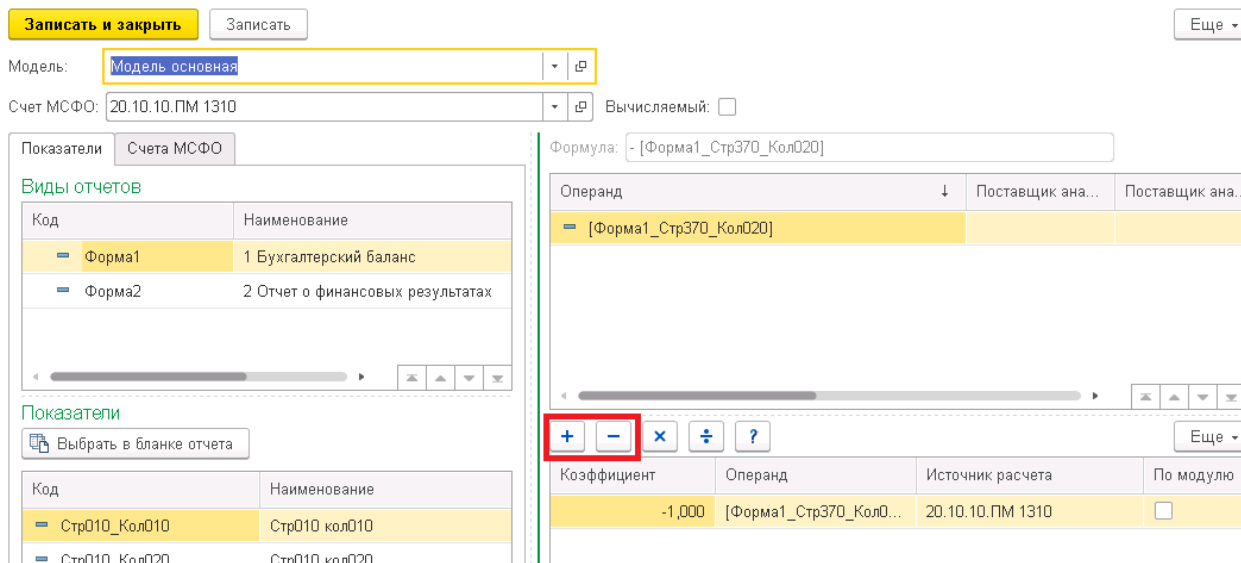 Записать и закрыть Записать Еще
Модель: Модель основная
Счет МСФО: 20.10.10.ПМ 1310 Вычисляемый:
Показатели Счета МСФО
Формула: - [Форма1_Стр370_Кол020]
Виды отчетов
Код Наименование
Форма1 1 Бухгалтерский баланс
Форма2 2 Отчет о финансовых результатах
Операнд ↓ Поставщик ана... Поставщик ана...
[Форма1_Стр370_Кол020]
Показатели
Выбрать в бланке отчета
Код Наименование
Стр010_Кол010 Стр010 кол010
Стр010_Кол020 Стр010 кол020
+ − × ÷ ? Еще
Коэффициент Операнд Источник расчета По модулю
-1,000 [Форма1_Стр370_Кол0... 20.10.10.ПМ 1310